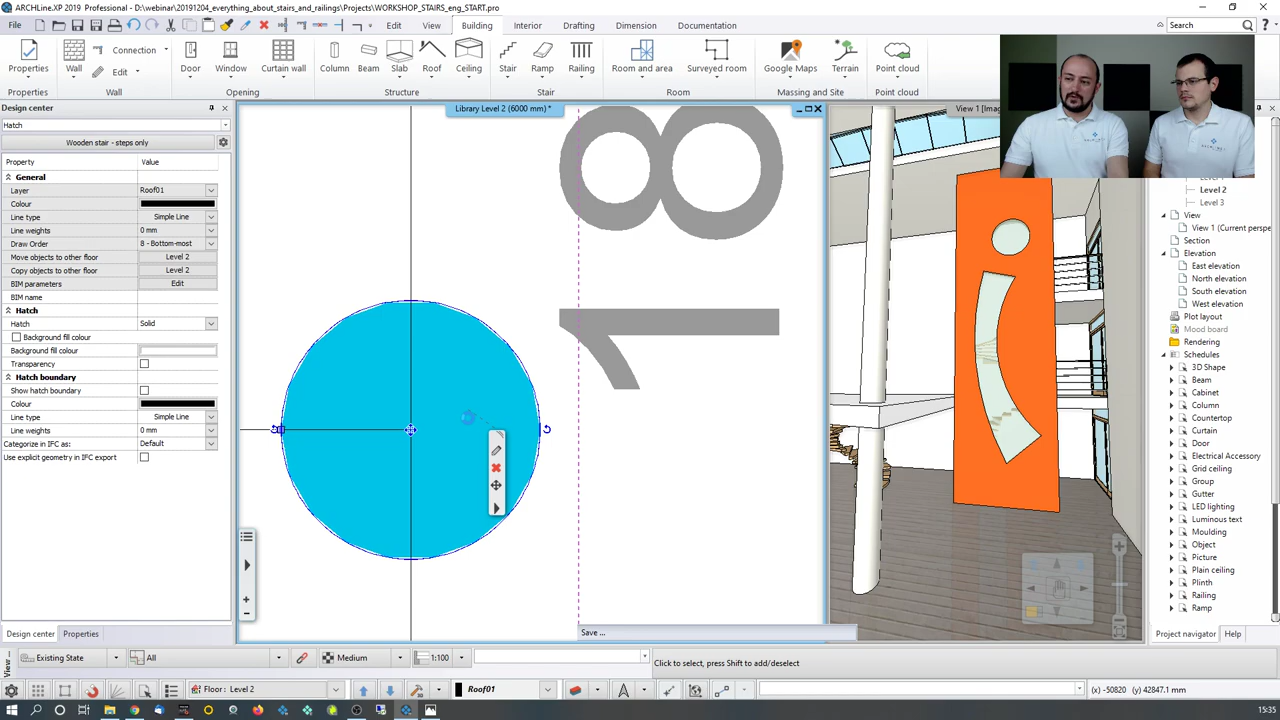 ARCHLine.XP 2019 Professional - C:\webinar\20191204_everything_about_stairs_and_railings\Projects\WORKSHOP_STAIRS_eng_START.pro
File
Edit
View
Building
Interior
Drafting
Dimension
Documentation
Search
Properties
Wall
Connection
Edit
Door
Window
Curtain wall
Column
Beam
Slab
Roof
Ceiling
Stair
Ramp
Railing
Room and area
Surveyed room
Google Maps
Terrain
Point cloud
Properties
Wall
Opening
Structure
Stair
Room
Massing and Site
Point cloud
Design center
Hatch
Wooden stair - steps only
Property Value
General
Layer Roof01
Colour
Line type Simple Line
Line weights 0 mm
Draw Order 8 - Bottom-most
Move objects to other floor Level 2
Copy objects to other floor Level 2
BIM parameters Edit
BIM name
Hatch
Hatch Solid
Background fill colour
Background fill colour
Transparency
Hatch boundary
Show hatch boundary
Colour
Line type Simple Line
Line weights 0 mm
Categorize in IFC as: Default
Use explicit geometry in IFC export
Design center
Properties
Library Level 2 (6000 mm)*
8
1
Save ...
Level 2
Level 3
View
View 1 (Current perspe
Section
Elevation
East elevation
North elevation
South elevation
West elevation
Plot layout
Mood board
Rendering
Schedules
3D Shape
Beam
Cabinet
Column
Countertop
Curtain
Door
Electrical Accessory
Grid ceiling
Group
Gutter
LED lighting
Luminous text
Moulding
Object
Picture
Plain ceiling
Plinth
Railing
Ramp
Project navigator
Help
View
Existing State
All
Medium
1:100
Click to select, press Shift to add/deselect
Floor : Level 2
Roof01
(x) -50820 (y) 42847.1 mm
15:35